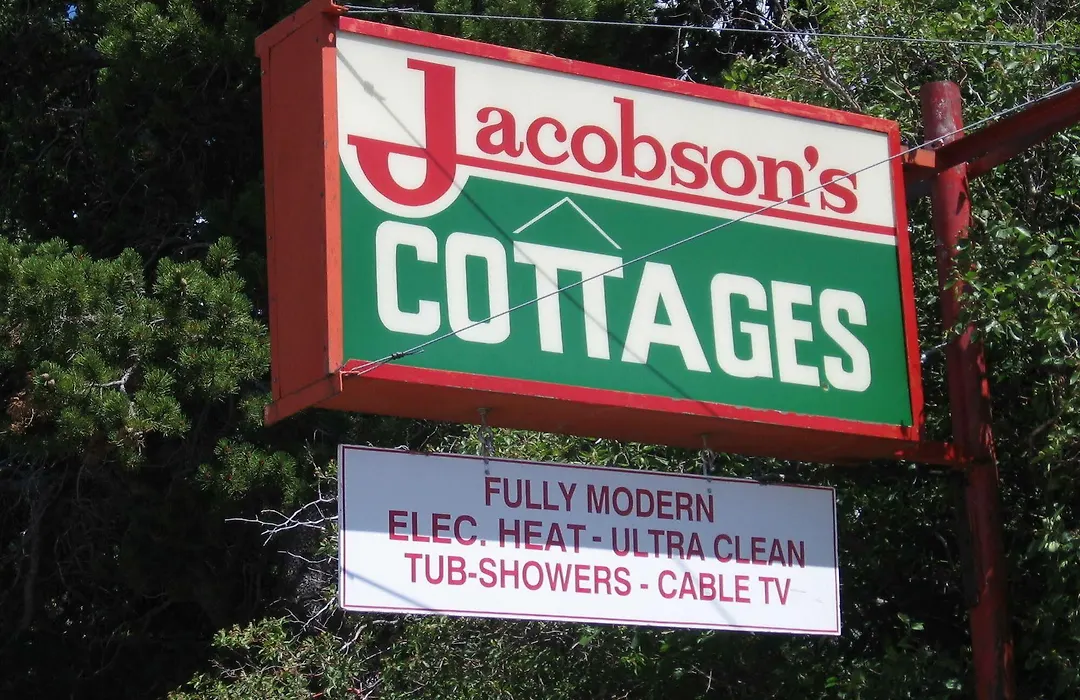 Jacobson's
COTTAGES
FULLY MODERN
ELEC. HEAT - ULTRA CLEAN
TUB-SHOWERS - CABLE TV